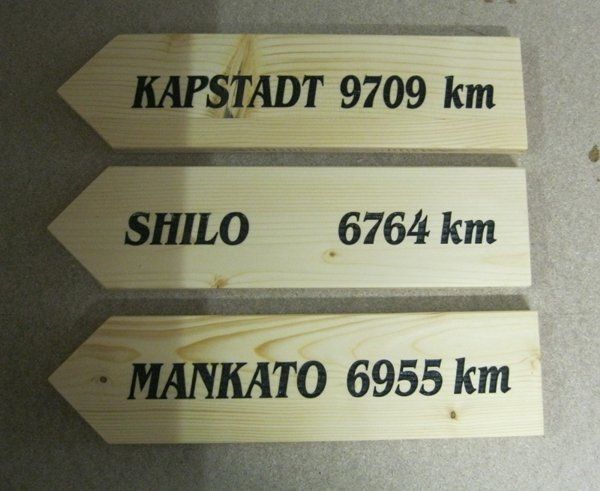 KAPSTADT 9709 km
SHILO 6764 km
MANKATO 6955 km